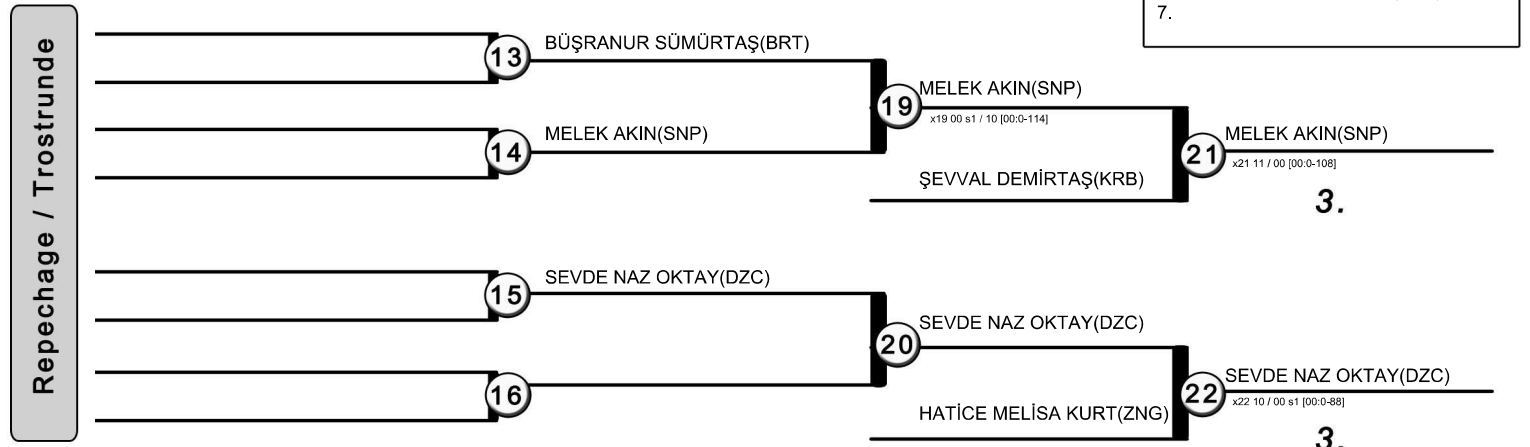 7.
Repechage / Trostrunde
13
BÜŞRANUR SÜMÜRTAŞ(BRT)
14
MELEK AKIN(SNP)
19
MELEK AKIN(SNP)
x19 00 s1 / 10 [00:0-114]
ŞEVVAL DEMİRTAŞ(KRB)
21
MELEK AKIN(SNP)
x21 11 / 00 [00:0-108]
3.
15
SEVDE NAZ OKTAY(DZC)
16
20
SEVDE NAZ OKTAY(DZC)
HATİCE MELİSA KURT(ZNG)
22
SEVDE NAZ OKTAY(DZC)
x22 10 / 00 s1 [00:0-88]
3.